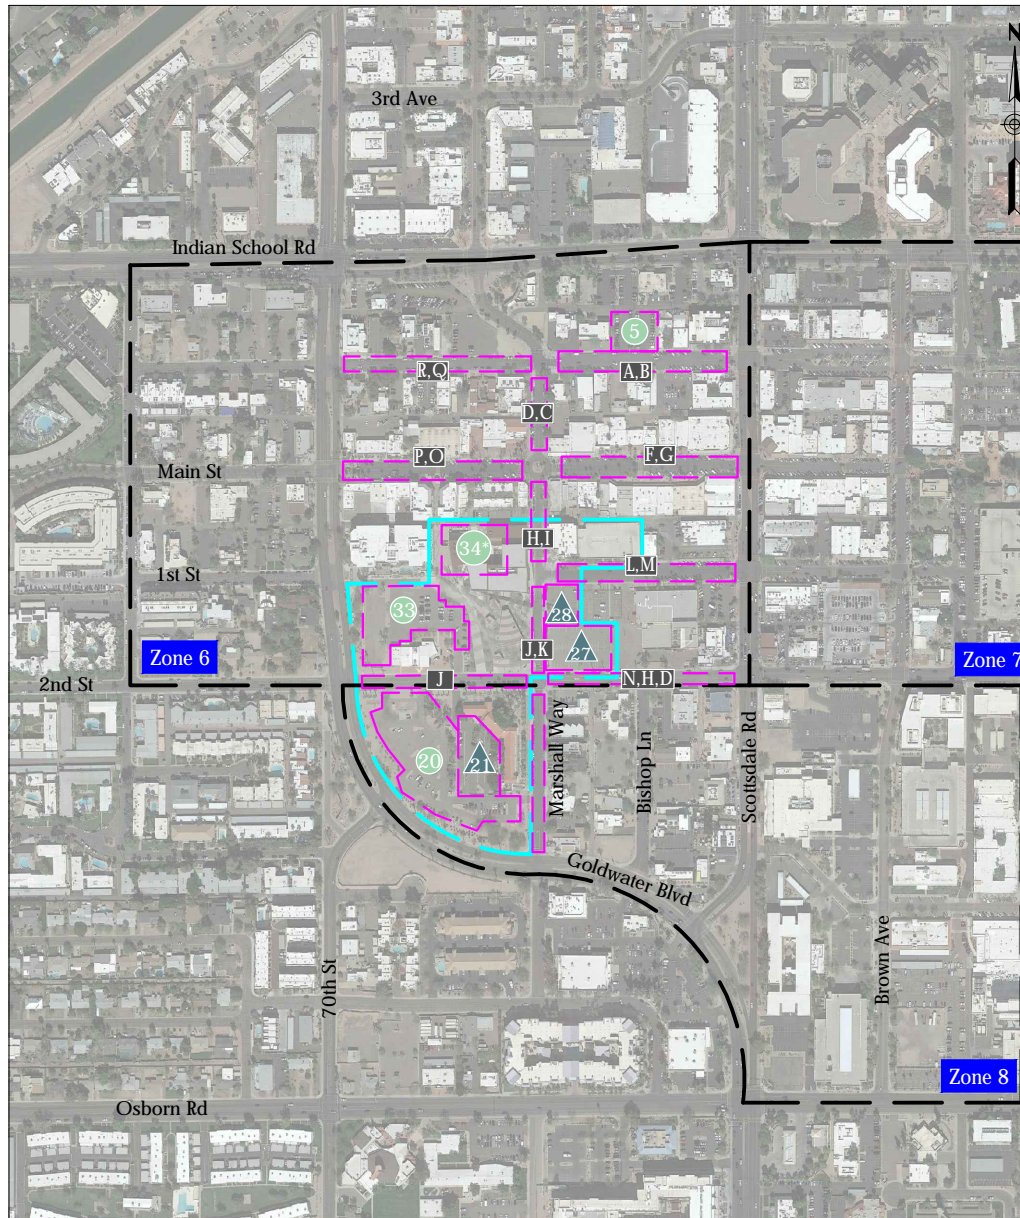 N
3rd Ave
Indian School Rd
5
R,Q
A,B
D,C
Main St
P,O
F,G
34*
H,I
1st St
L,M
33
28
27
J,K
Zone 6
Zone 7
2nd St
J
N,H,D
20
21
Marshall Way
Bishop Ln
Scottsdale Rd
Goldwater Blvd
70th St
Brown Ave
Zone 8
Osborn Rd